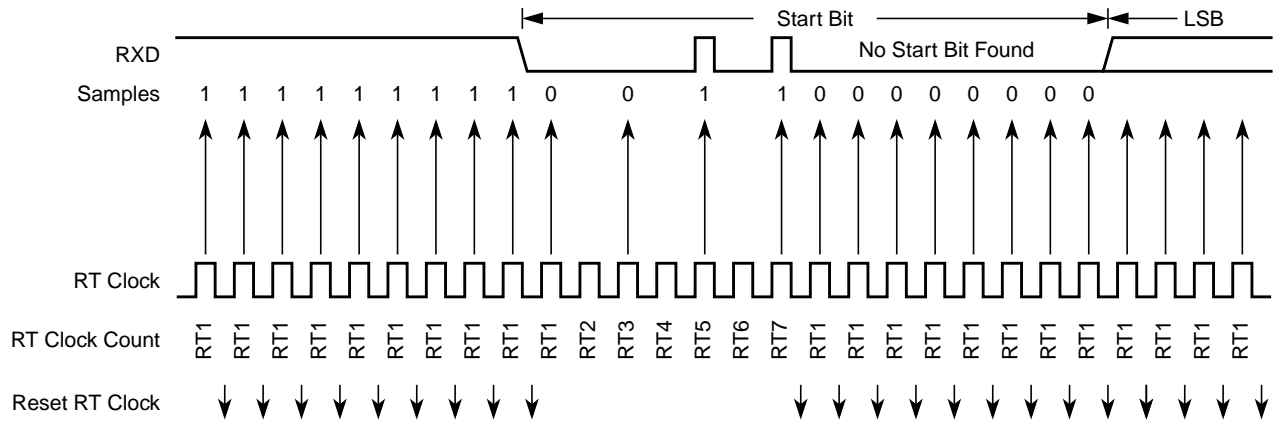 Start Bit LSB
RXD No Start Bit Found
Samples 1 1 1 1 1 1 1 1 1 0 0 1 1 0 0 0 0 0 0 0 0
RT Clock
RT Clock Count RT1 RT1 RT1 RT1 RT1 RT1 RT1 RT1 RT1 RT1 RT2 RT3 RT4 RT5 RT6 RT7 RT1 RT1 RT1 RT1 RT1 RT1 RT1 RT1 RT1 RT1 RT1 RT1
Reset RT Clock